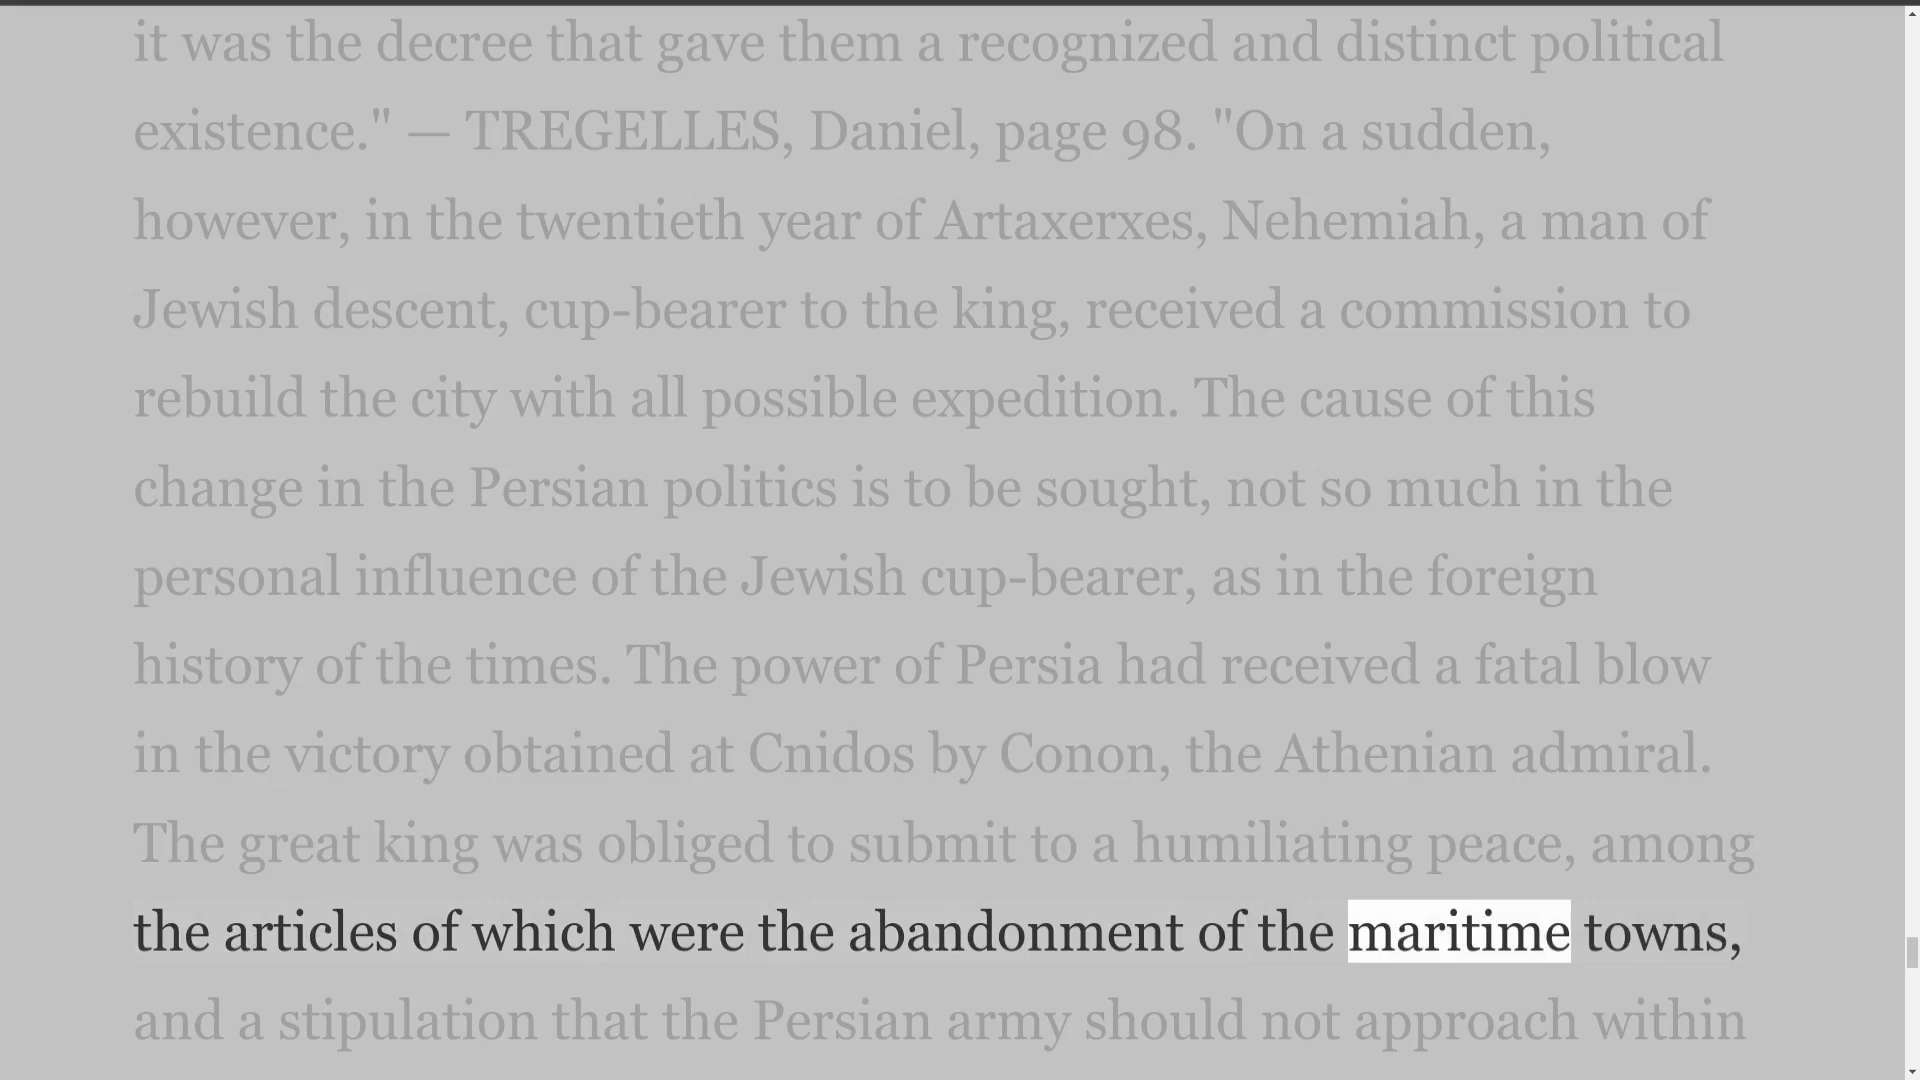 it was the decree that gave them a recognized and distinct political
existence." — TREGELLES, Daniel, page 98. "On a sudden,
however, in the twentieth year of Artaxerxes, Nehemiah, a man of
Jewish descent, cup-bearer to the king, received a commission to
rebuild the city with all possible expedition. The cause of this
change in the Persian politics is to be sought, not so much in the
personal influence of the Jewish cup-bearer, as in the foreign
history of the times. The power of Persia had received a fatal blow
in the victory obtained at Cnidos by Conon, the Athenian admiral.
The great king was obliged to submit to a humiliating peace, among
the articles of which were the abandonment of the maritime towns,
and a stipulation that the Persian army should not approach within